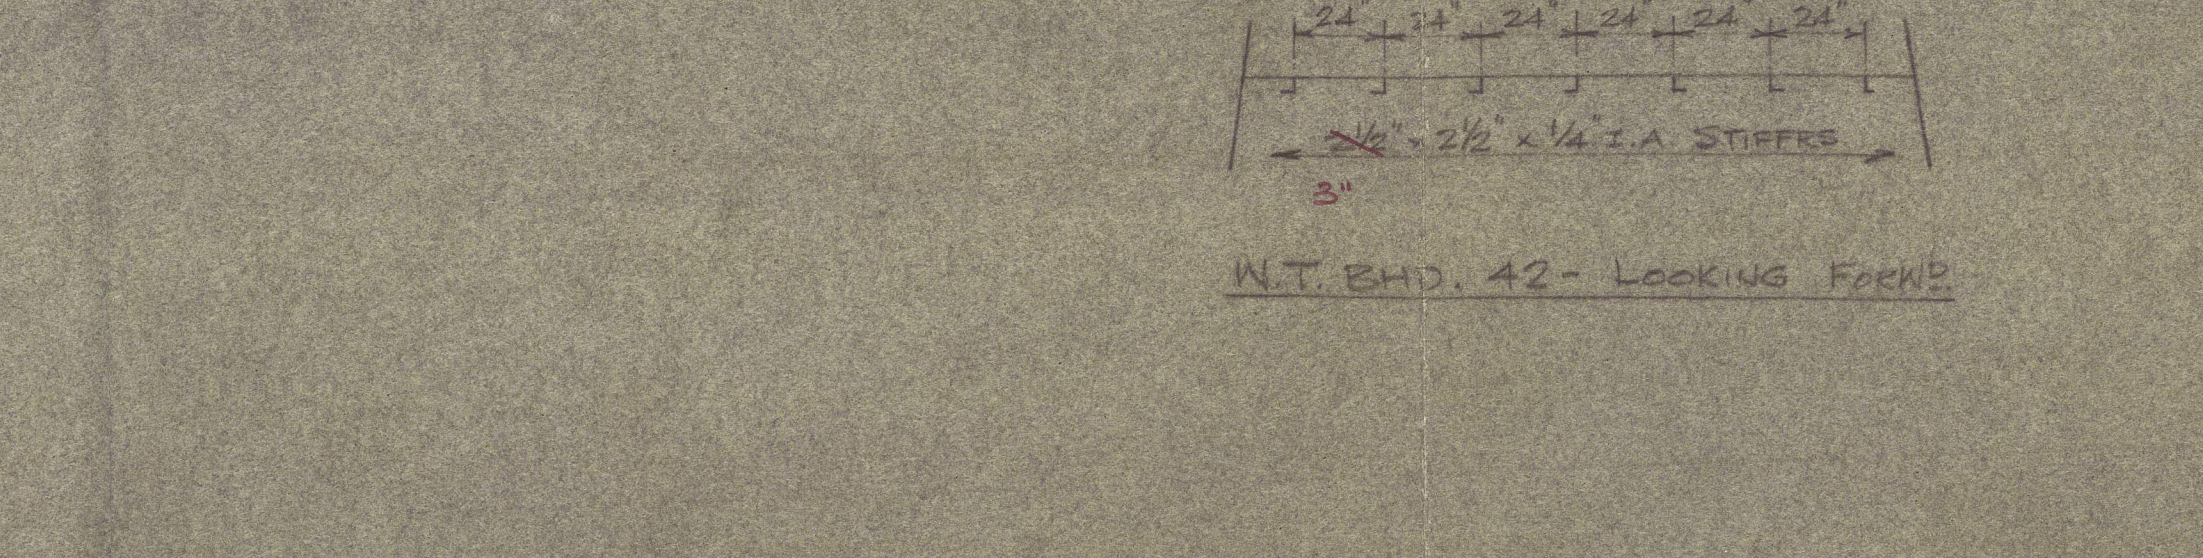 24" 24" 24" 24" 24" 24"
2½" x 2½" x ¼" I.A. STIFFRS
3"
W.T. BHD. 42 - LOOKING FORWD.